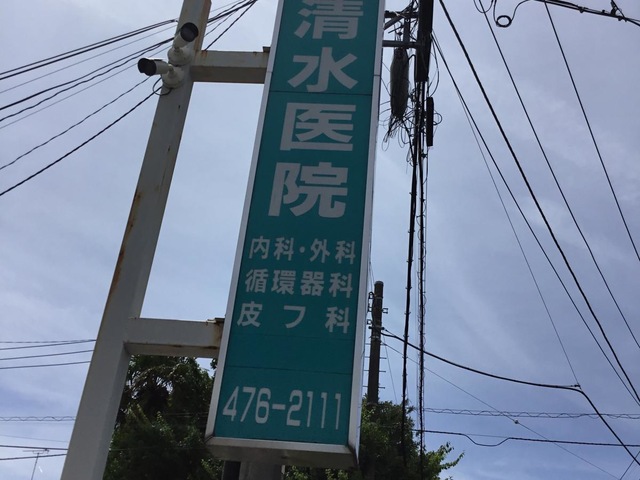 清水医院
内科・外科
循環器科
皮フ科
476-2111